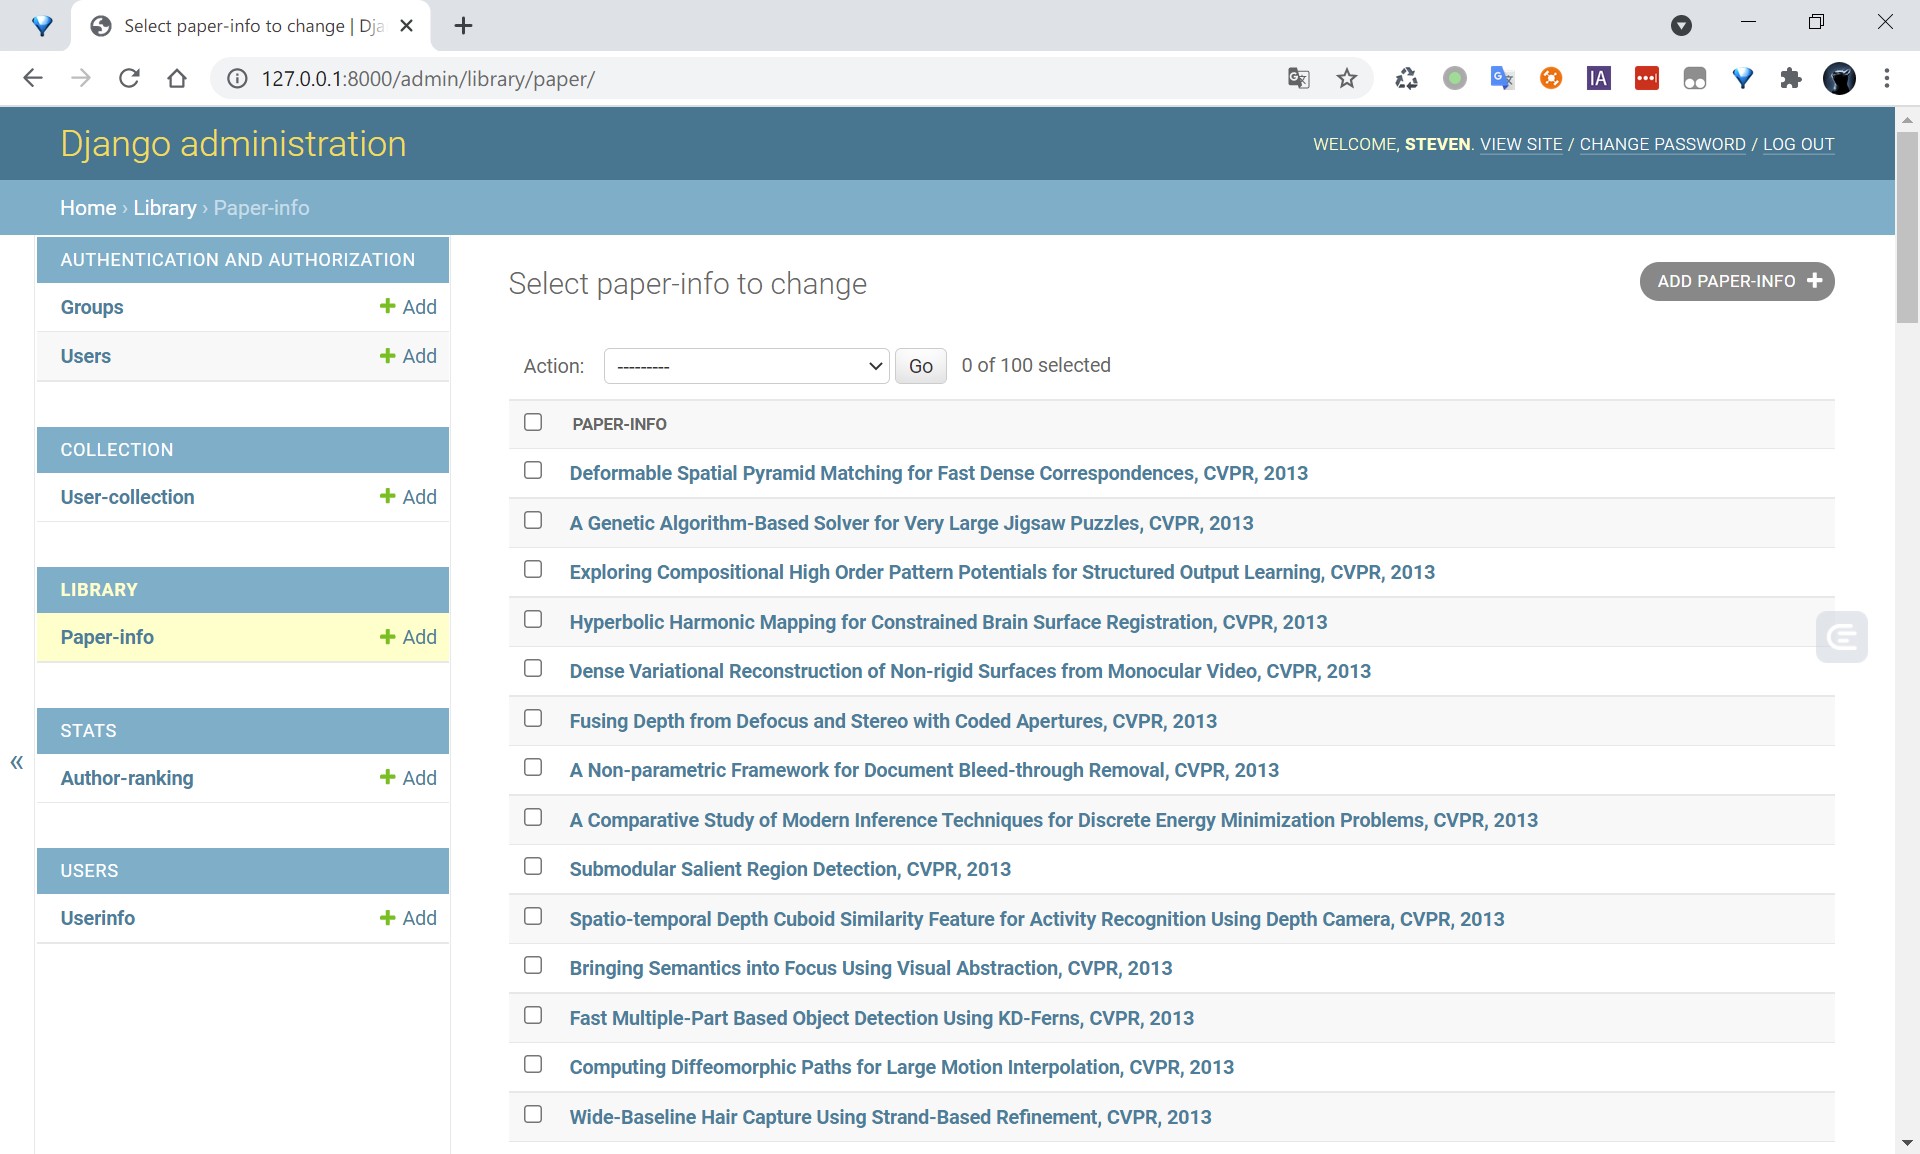 Select paper-info to change | Dja
127.0.0.1:8000/admin/library/paper/
IA
Django administration
WELCOME, STEVEN. VIEW SITE / CHANGE PASSWORD / LOG OUT
Home › Library › Paper-info
AUTHENTICATION AND AUTHORIZATION
Groups + Add
Users + Add
COLLECTION
User-collection + Add
LIBRARY
Paper-info + Add
STATS
Author-ranking + Add
USERS
Userinfo + Add
«
Select paper-info to change
ADD PAPER-INFO +
Action: --------- Go 0 of 100 selected
PAPER-INFO
Deformable Spatial Pyramid Matching for Fast Dense Correspondences, CVPR, 2013
A Genetic Algorithm-Based Solver for Very Large Jigsaw Puzzles, CVPR, 2013
Exploring Compositional High Order Pattern Potentials for Structured Output Learning, CVPR, 2013
Hyperbolic Harmonic Mapping for Constrained Brain Surface Registration, CVPR, 2013
Dense Variational Reconstruction of Non-rigid Surfaces from Monocular Video, CVPR, 2013
Fusing Depth from Defocus and Stereo with Coded Apertures, CVPR, 2013
A Non-parametric Framework for Document Bleed-through Removal, CVPR, 2013
A Comparative Study of Modern Inference Techniques for Discrete Energy Minimization Problems, CVPR, 2013
Submodular Salient Region Detection, CVPR, 2013
Spatio-temporal Depth Cuboid Similarity Feature for Activity Recognition Using Depth Camera, CVPR, 2013
Bringing Semantics into Focus Using Visual Abstraction, CVPR, 2013
Fast Multiple-Part Based Object Detection Using KD-Ferns, CVPR, 2013
Computing Diffeomorphic Paths for Large Motion Interpolation, CVPR, 2013
Wide-Baseline Hair Capture Using Strand-Based Refinement, CVPR, 2013